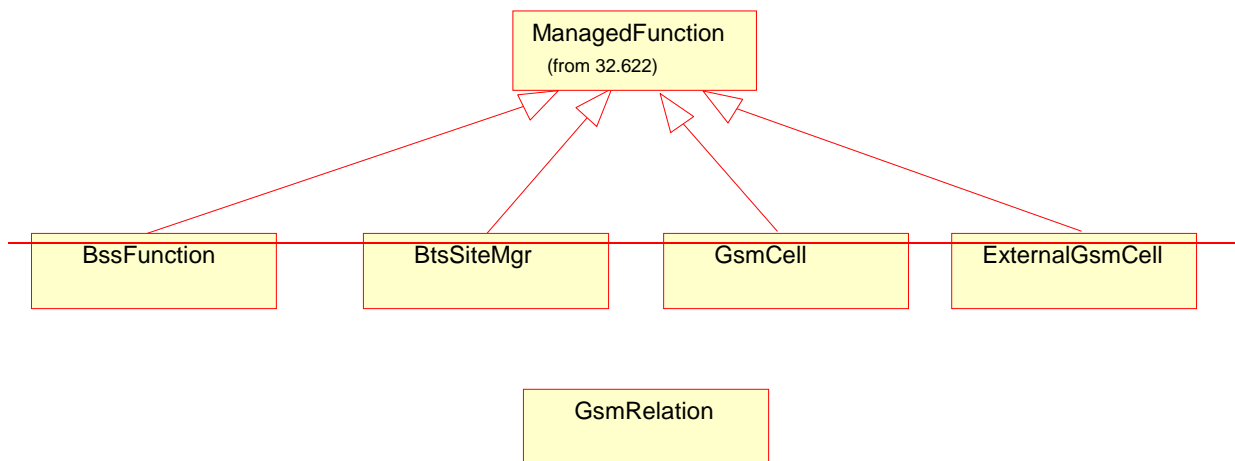 ManagedFunction
(from 32.622)
BssFunction
BtsSiteMgr
GsmCell
ExternalGsmCell
GsmRelation